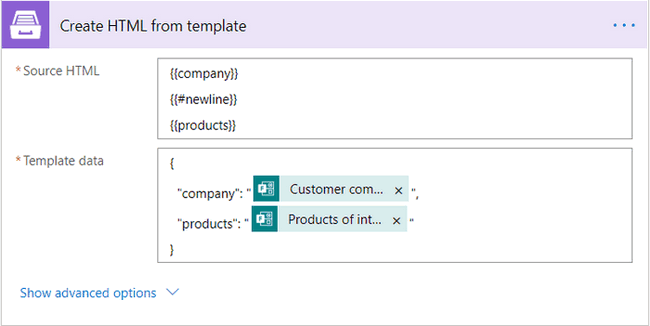 Create HTML from template
* Source HTML
{{company}}
{{#newline}}
{{products}}
* Template data
{
"company": " Customer com... × ",
"products": " Products of int... × "
}
Show advanced options